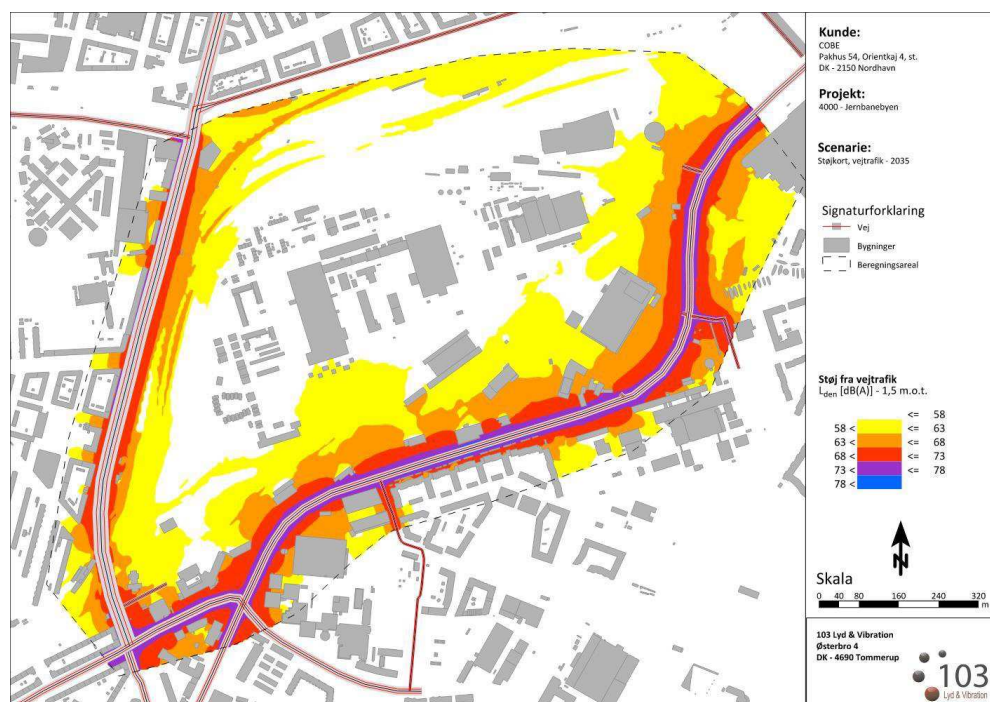 Kunde:
COBE
Pakhus 54, Orientkaj 4, st.
DK - 2150 Nordhavn
Projekt:
4000 - Jernbanebyen
Scenarie:
Støjkort, vejtrafik - 2035
Signaturforklaring
Vej
Bygninger
Beregningsareal
Støj fra vejtrafik
Lden [dB(A)] - 1,5 m.o.t.
<= 58
58 < <= 63
63 < <= 68
68 < <= 73
73 < <= 78
78 <
N
Skala
0 40 80 160 240 320
m
103 Lyd & Vibration
Østerbro 4
DK - 4690 Tommerup
103
Lyd & Vibration